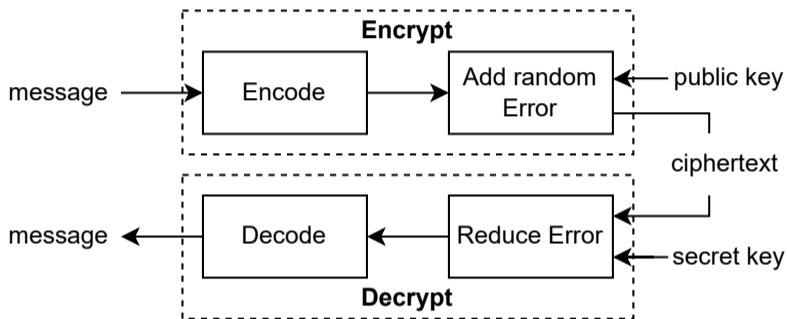 Encrypt
message
Encode
Add random
Error
public key
ciphertext
message
Decode
Reduce Error
secret key
Decrypt